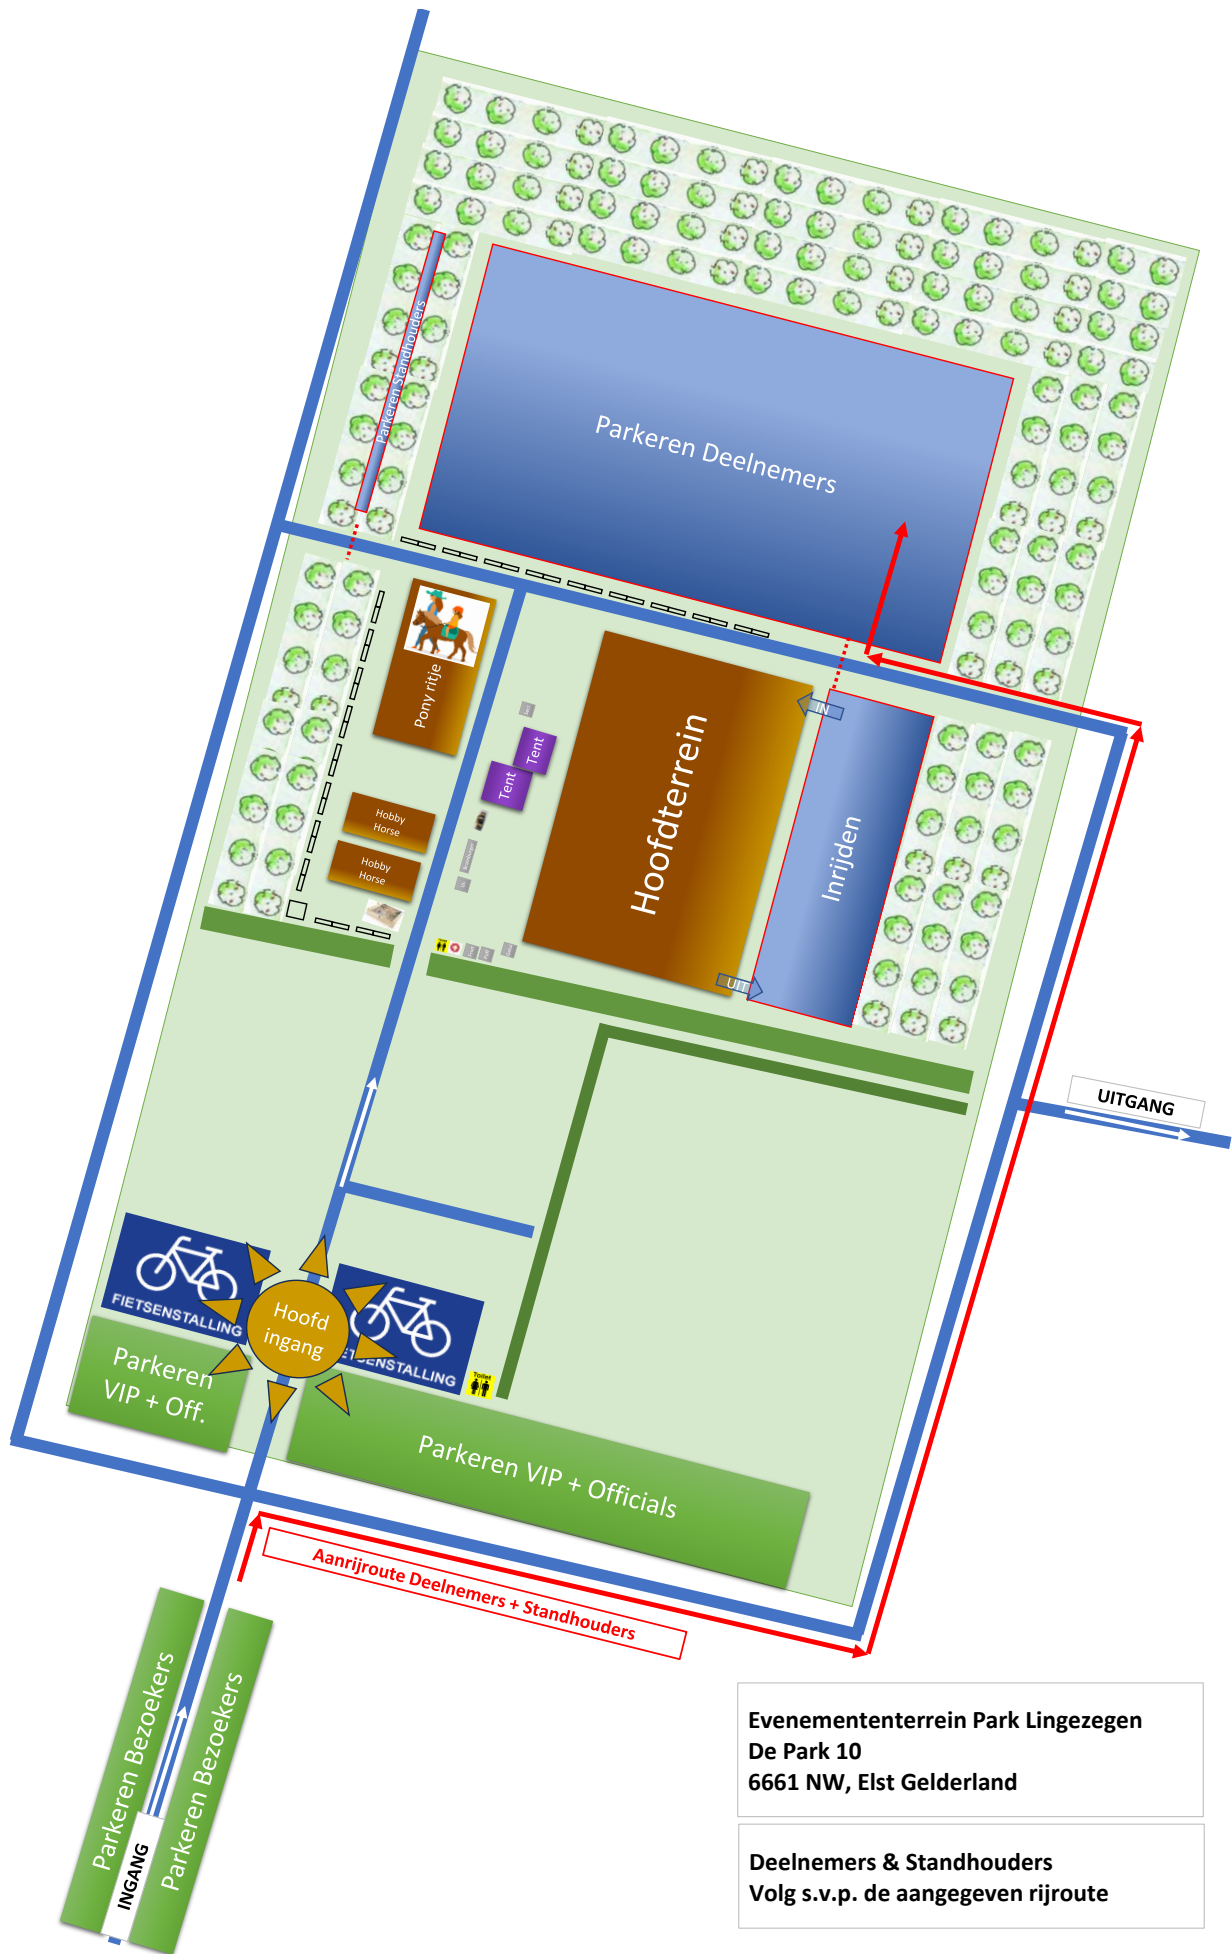 Parkeren Standhouders
Parkeren Deelnemers
Pony ritje
Tent
Tent
Hobby
Horse
Hobby
Horse
Hoofdterrein
IN
Inrijden
UIT
UITGANG
FIETSENSTALLING
Hoofd
ingang
ETSENSTALLING
Toilet
Parkeren
VIP + Off.
Parkeren VIP + Officials
Aanrijroute Deelnemers + Standhouders
Parkeren Bezoekers
Parkeren Bezoekers
INGANG
Evenemententerrein Park Lingezegen
De Park 10
6661 NW, Elst Gelderland
Deelnemers & Standhouders
Volg s.v.p. de aangegeven rijroute